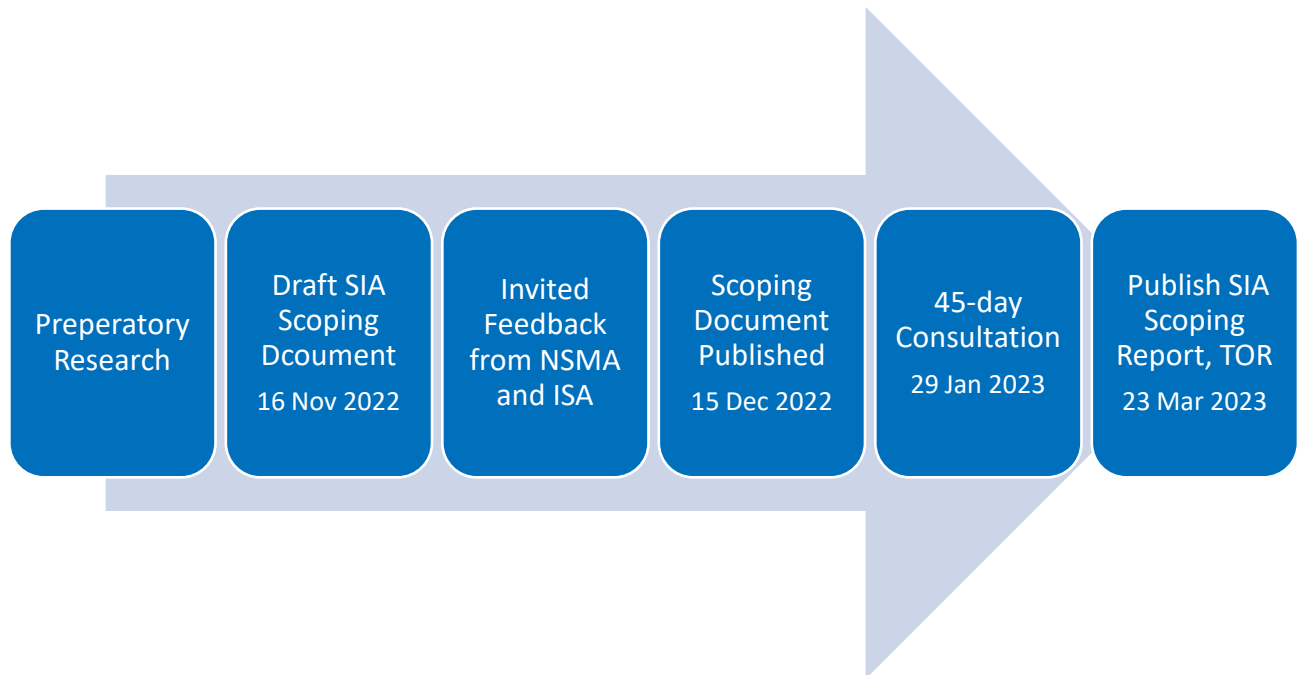 Preperatory
Research
Draft SIA
Scoping
Dcoument
16 Nov 2022
Invited
Feedback
from NSMA
and ISA
Scoping
Document
Published
15 Dec 2022
45-day
Consultation
29 Jan 2023
Publish SIA
Scoping
Report, TOR
23 Mar 2023